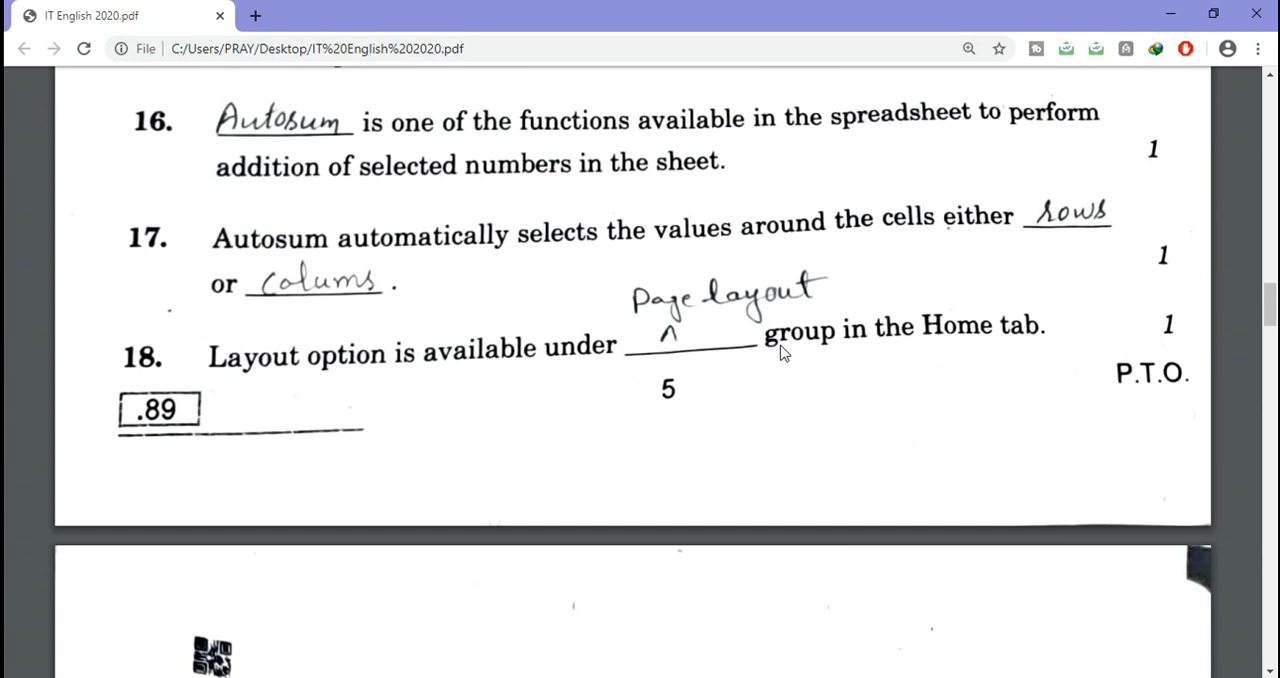 IT English 2020.pdf
File | C:/Users/PRAY/Desktop/IT%20English%202020.pdf
16. Autosum is one of the functions available in the spreadsheet to perform
addition of selected numbers in the sheet. 1
17. Autosum automatically selects the values around the cells either rows
or colums. 1
Page layout
18. Layout option is available under ^ ______ group in the Home tab. 1
.89
5
P.T.O.